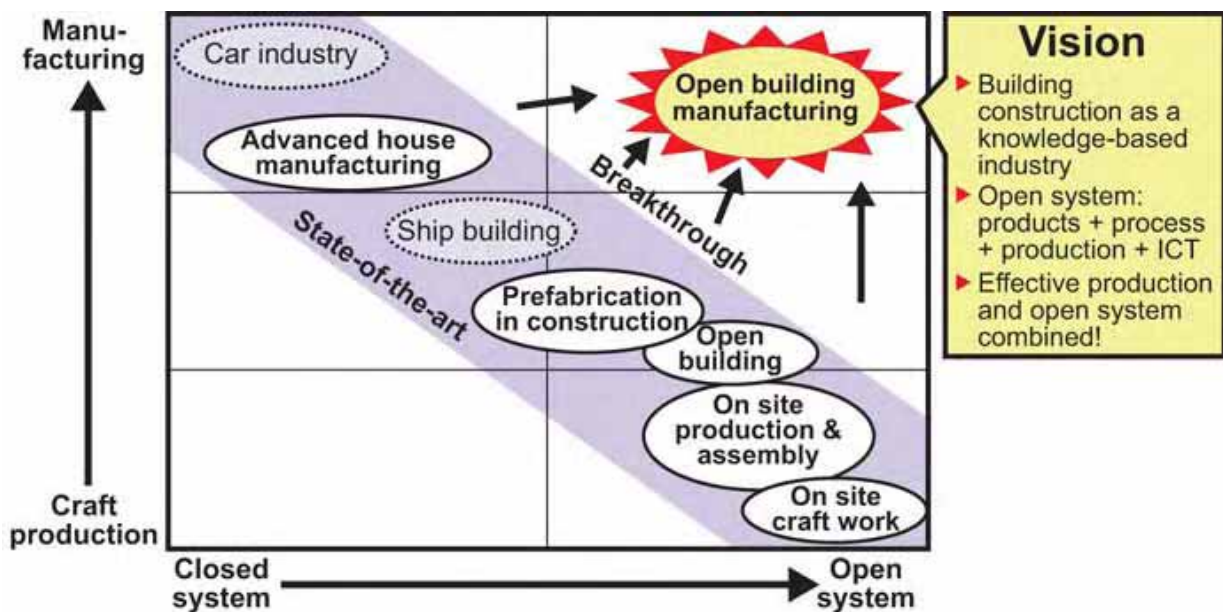 Manu-
facturing
Craft
production
Car industry
Advanced house
manufacturing
Ship building
State-of-the-art
Prefabrication
in construction
Breakthrough
Open building
manufacturing
Open
building
On site
production &
assembly
On site
craft work
Closed
system
Open
system
Vision
Building
construction as a
knowledge-based
industry
Open system:
products + process
+ production + ICT
Effective production
and open system
combined!